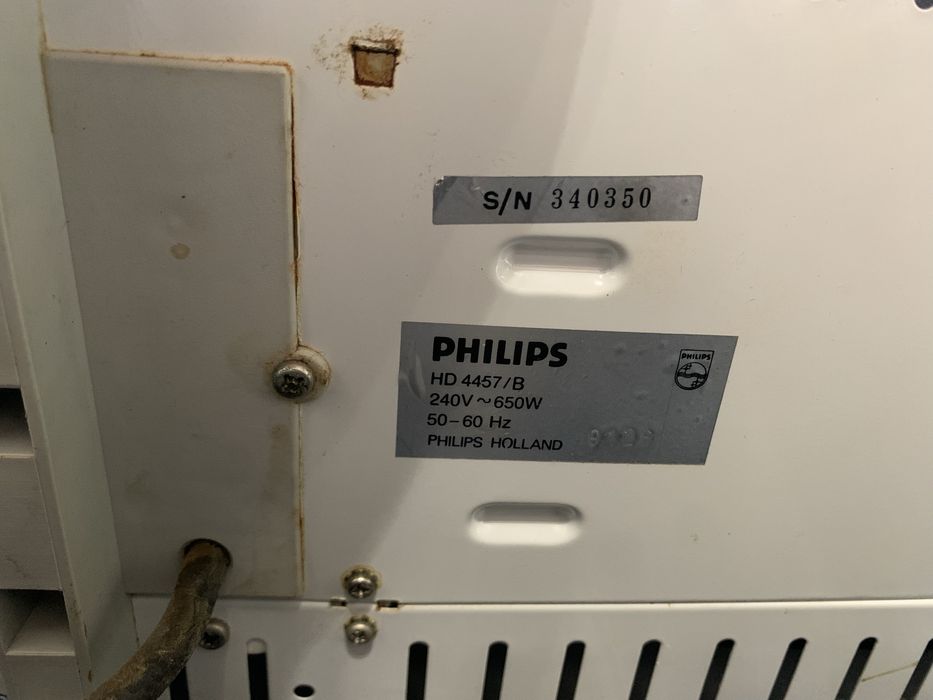 S/N 340350
PHILIPS
HD 4457/B
240V ~ 650W
50-60 Hz
PHILIPS HOLLAND
PHILIPS